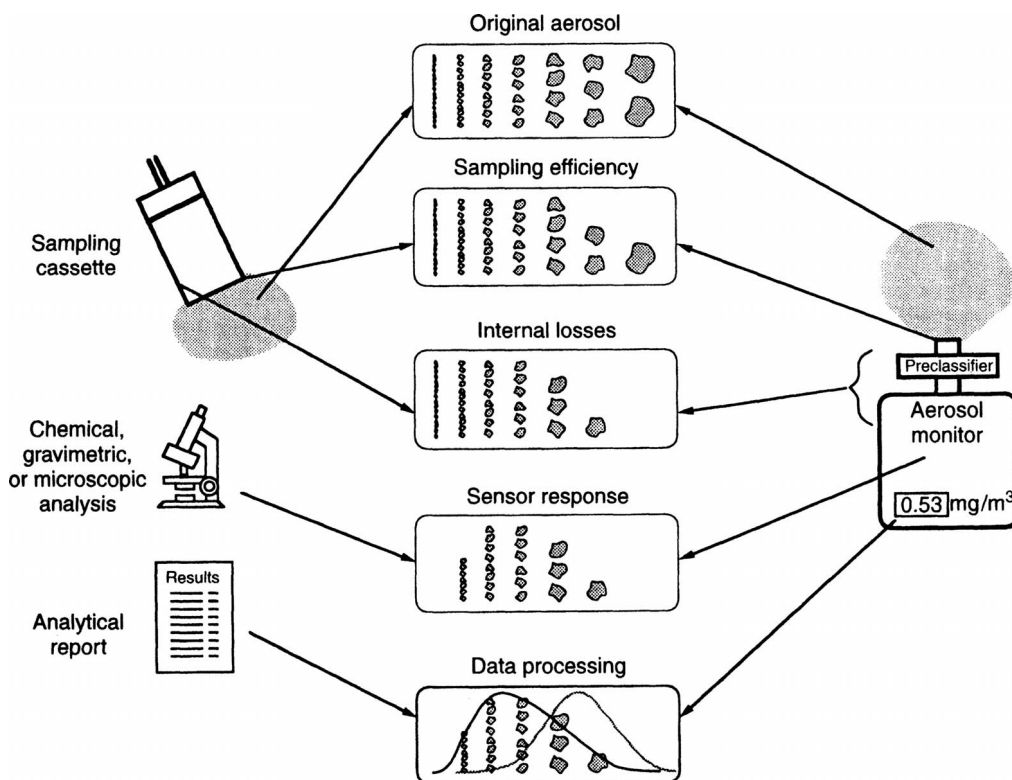 Original aerosol
Sampling efficiency
Sampling
cassette
Internal losses
Preclassifier
Aerosol
monitor
0.53 mg/m³
Chemical,
gravimetric,
or microscopic
analysis
Sensor response
Results
Analytical
report
Data processing